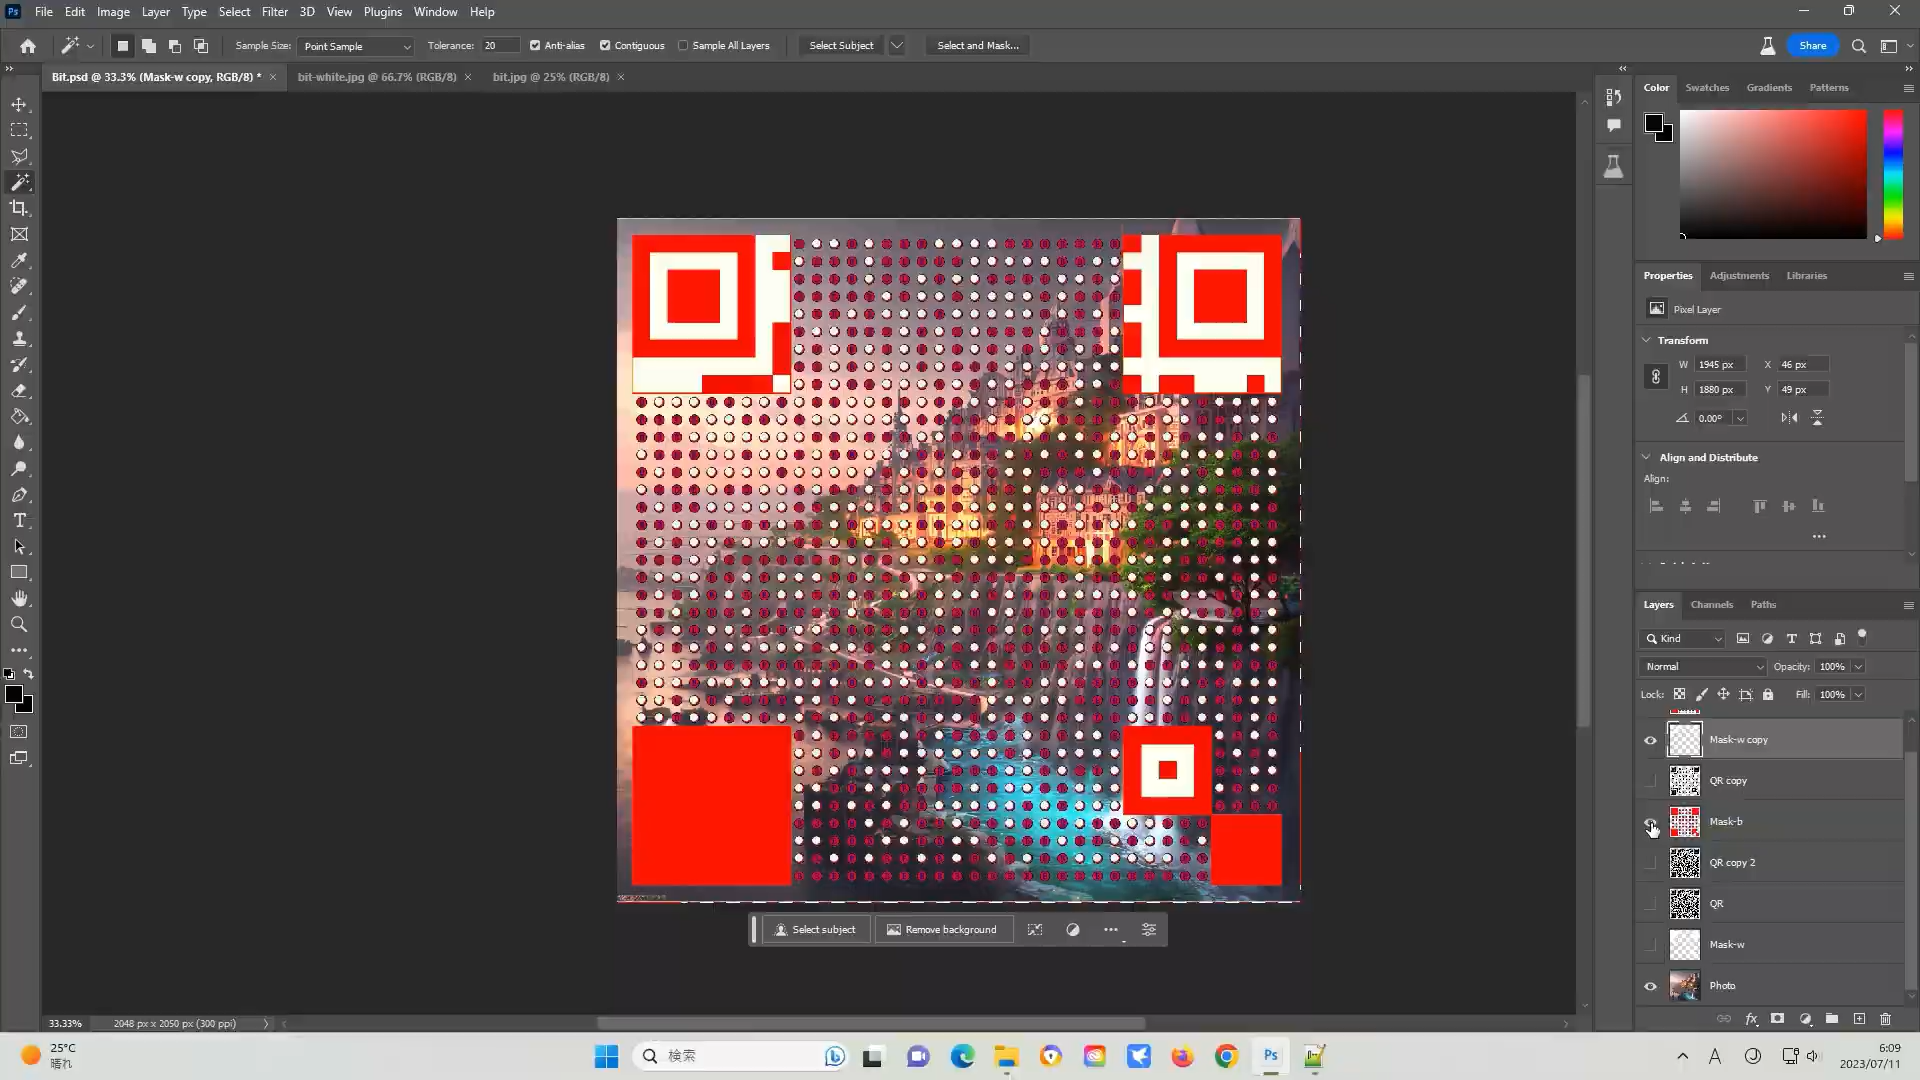 Ps File Edit Image Layer Type Select Filter 3D View Plugins Window Help
Sample Size: Point Sample Tolerance: 20 Anti-alias Contiguous Sample All Layers Select Subject Select and Mask... Share
Bit.psd @ 33.3% (Mask-w copy, RGB/8) * bit-white.jpg @ 66.7% (RGB/8) bit.jpg @ 25% (RGB/8)
Color Swatches Gradients Patterns
Properties Adjustments Libraries
Pixel Layer
Transform
W 1945 px X 46 px
H 1880 px Y 49 px
0.00°
Align and Distribute
Align:
Layers Channels Paths
Kind
Normal Opacity: 100%
Lock: Fill: 100%
Mask-w copy
QR copy
Mask-b
QR copy 2
QR
Mask-w
Photo
Select subject Remove background
33.33% 2048 px x 2050 px (300 ppi)
25°C
晴れ
検索
Ps
A
6:09
2023/07/11